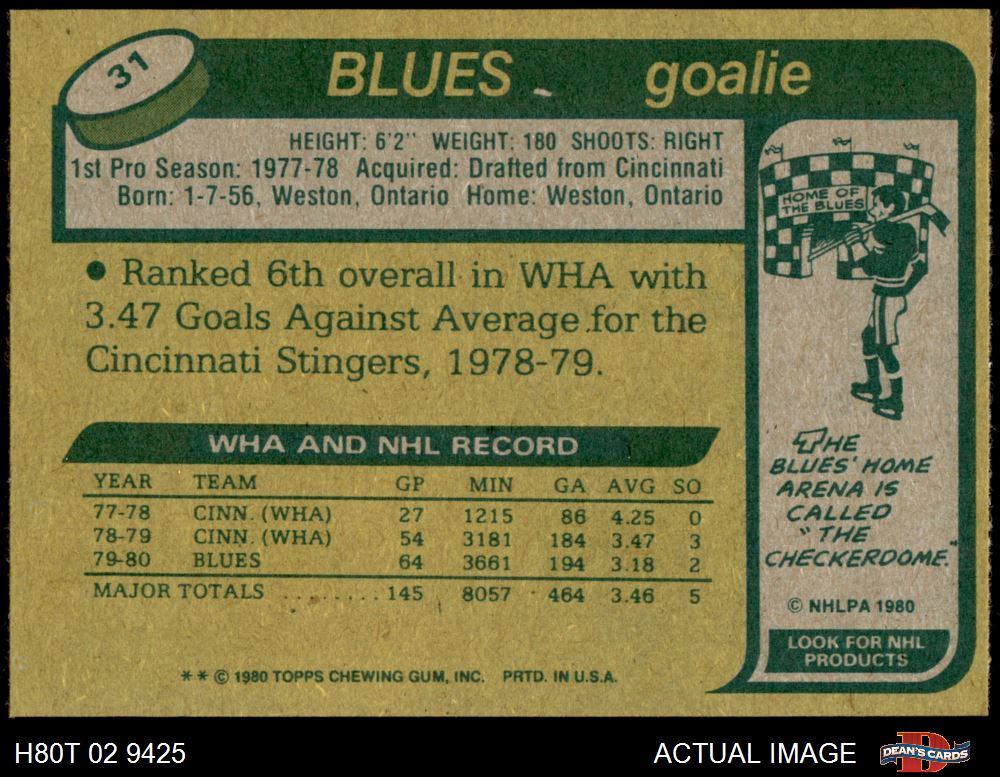 31
BLUES goalie
HEIGHT: 6'2'' WEIGHT: 180 SHOOTS: RIGHT
1st Pro Season: 1977-78 Acquired: Drafted from Cincinnati
Born: 1-7-56, Weston, Ontario Home: Weston, Ontario
● Ranked 6th overall in WHA with
3.47 Goals Against Average for the
Cincinnati Stingers, 1978-79.
WHA AND NHL RECORD
YEAR TEAM GP MIN GA AVG SO
77-78 CINN. (WHA) 27 1215 86 4.25 0
78-79 CINN. (WHA) 54 3181 184 3.47 3
79-80 BLUES 64 3661 194 3.18 2
MAJOR TOTALS ........ 145 8057 464 3.46 5
* * © 1980 TOPPS CHEWING GUM, INC. PRTD. IN U.S.A.
HOME OF
THE BLUES
THE
BLUES' HOME
ARENA IS
CALLED
"THE
CHECKERDOME."
© NHLPA 1980
LOOK FOR NHL
PRODUCTS
H80T 02 9425 ACTUAL IMAGE DEAN'S CARDS